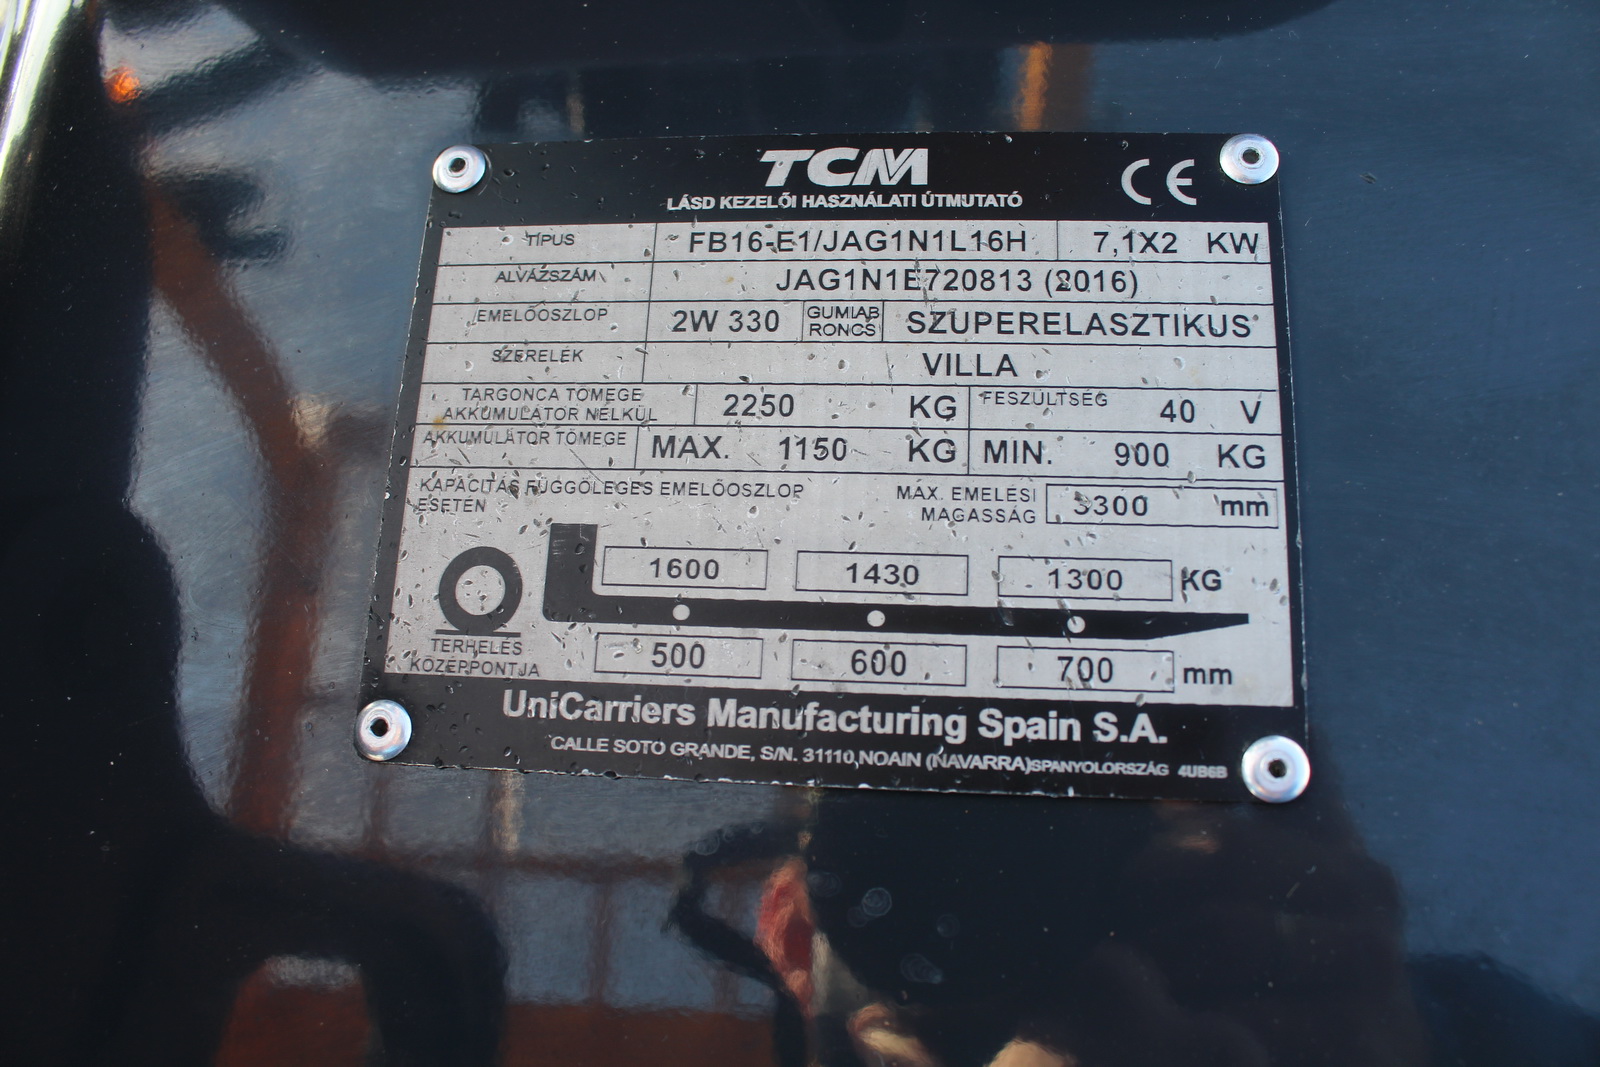 TCM
CE
LÁSD KEZELŐI HASZNÁLATI ÚTMUTATÓ
TÍPUS FB16-E1/JAG1N1L16H 7,1X2 KW
ALVÁZSZÁM JAG1N1E720813 (2016)
EMELŐOSZLOP 2W 330 GUMIAB RONCS SZUPERELASZTIKUS
SZERELÉK VILLA
TARGONCA TÖMEGE AKKUMULÁTOR NÉLKÜL 2250 KG FESZÜLTSÉG 40 V
AKKUMULÁTOR TÖMEGE MAX. 1150 KG MIN. 900 KG
KAPACITÁS FÜGGŐLEGES EMELŐOSZLOP
ESETÉN
MAX. EMELÉSI
MAGASSÁG 3300 mm
1600 1430 1300 KG
TERHELÉS
KÖZÉPPONTJA
500 600 700 mm
UniCarriers Manufacturing Spain S.A.
CALLE SOTO GRANDE, S/N. 31110 NOAIN (NAVARRA) SPANYOLORSZÁG 4UB6B